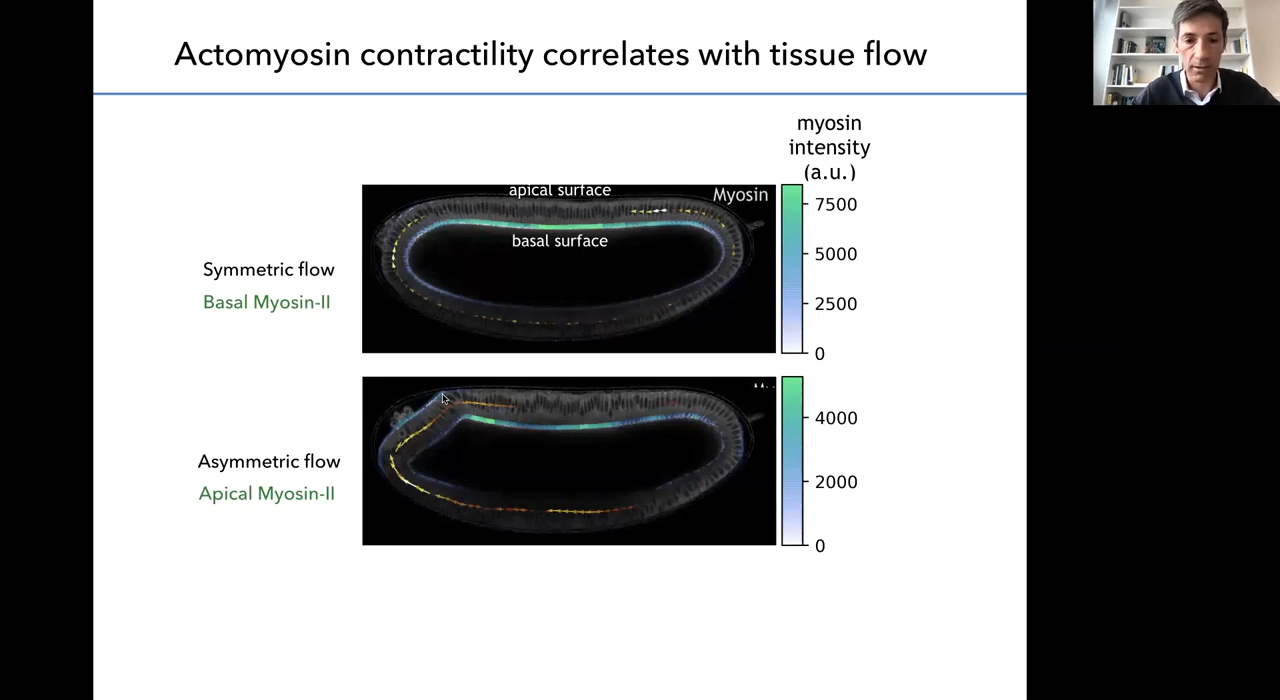 Actomyosin contractility correlates with tissue flow
myosin
intensity
(a.u.)
apical surface
Myosin
basal surface
7500
5000
2500
0
Symmetric flow
Basal Myosin-II
4000
2000
0
Asymmetric flow
Apical Myosin-II